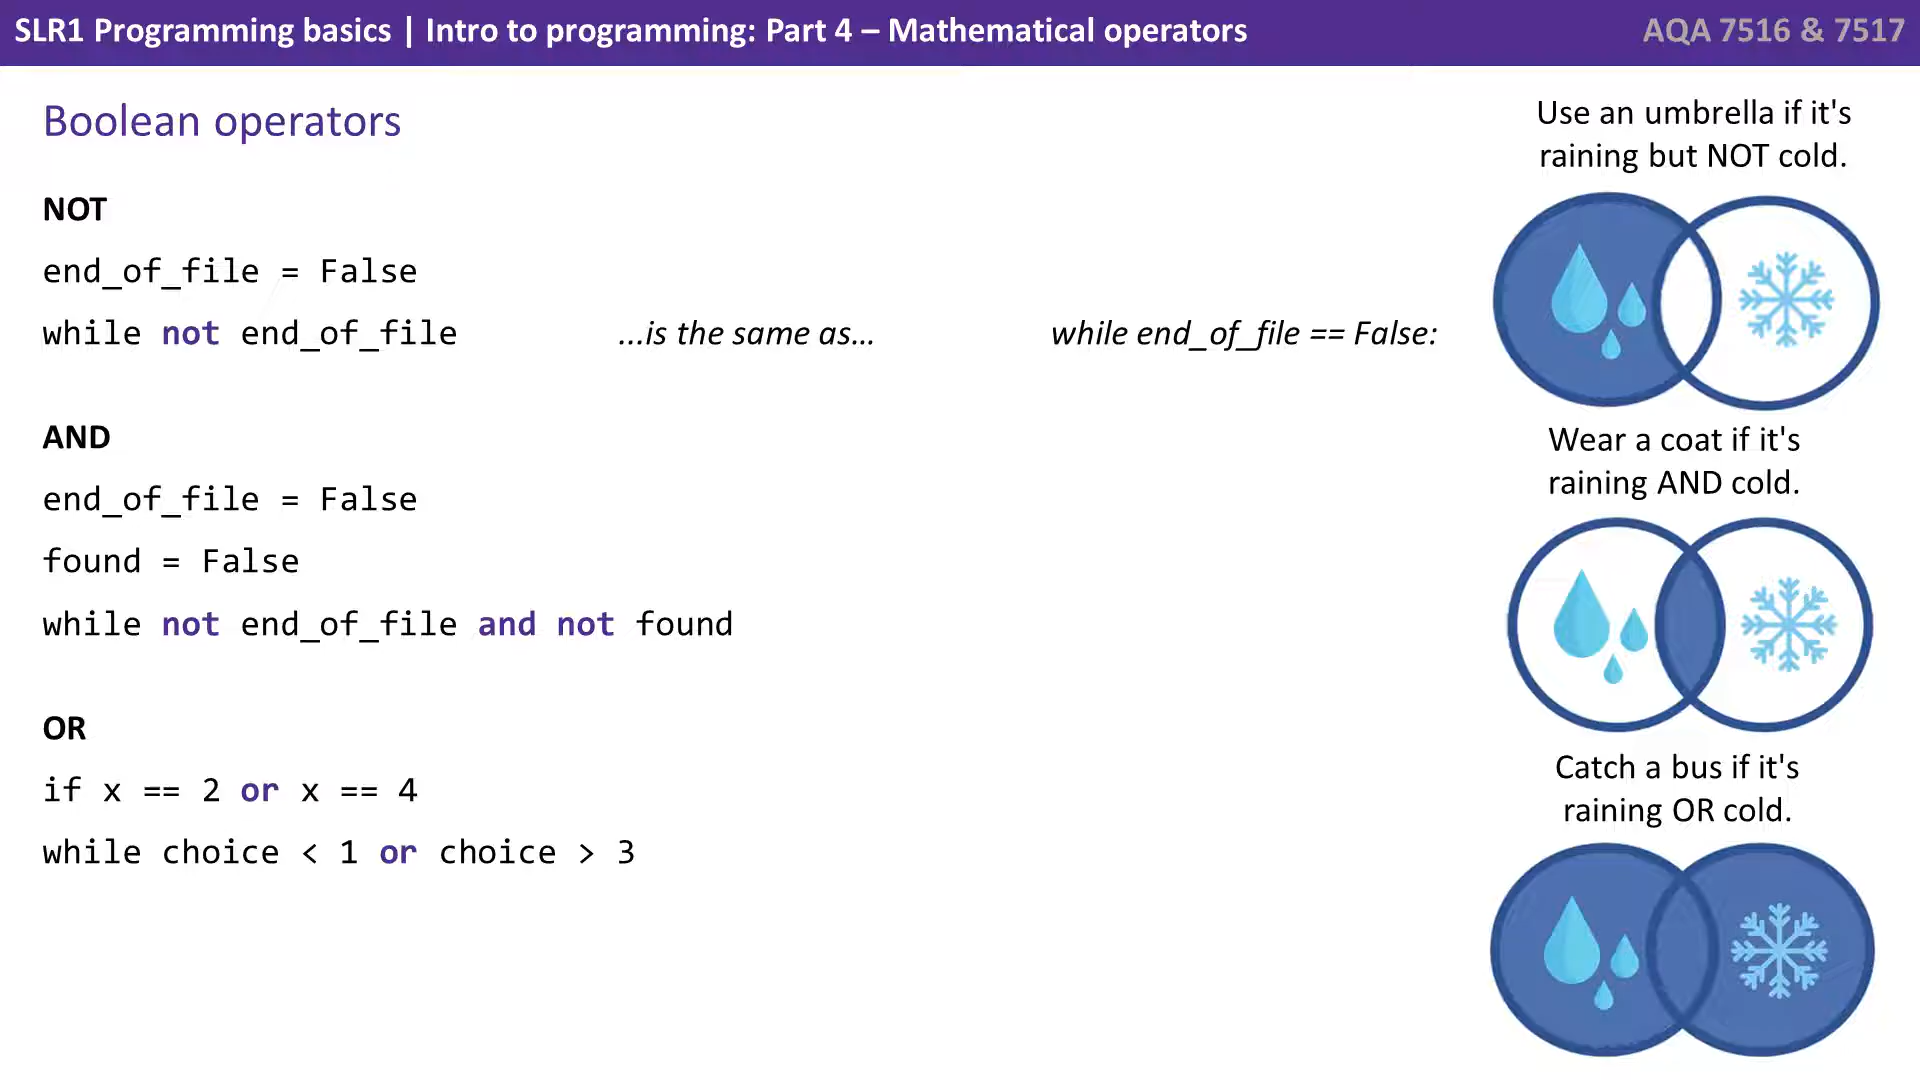 SLR1 Programming basics | Intro to programming: Part 4 – Mathematical operators
AQA 7516 & 7517
Boolean operators
NOT
end_of_file = False
while not end_of_file
...is the same as...
while end_of_file == False:
AND
end_of_file = False
found = False
while not end_of_file and not found
OR
if x == 2 or x == 4
while choice < 1 or choice > 3
Use an umbrella if it's
raining but NOT cold.
Wear a coat if it's
raining AND cold.
Catch a bus if it's
raining OR cold.